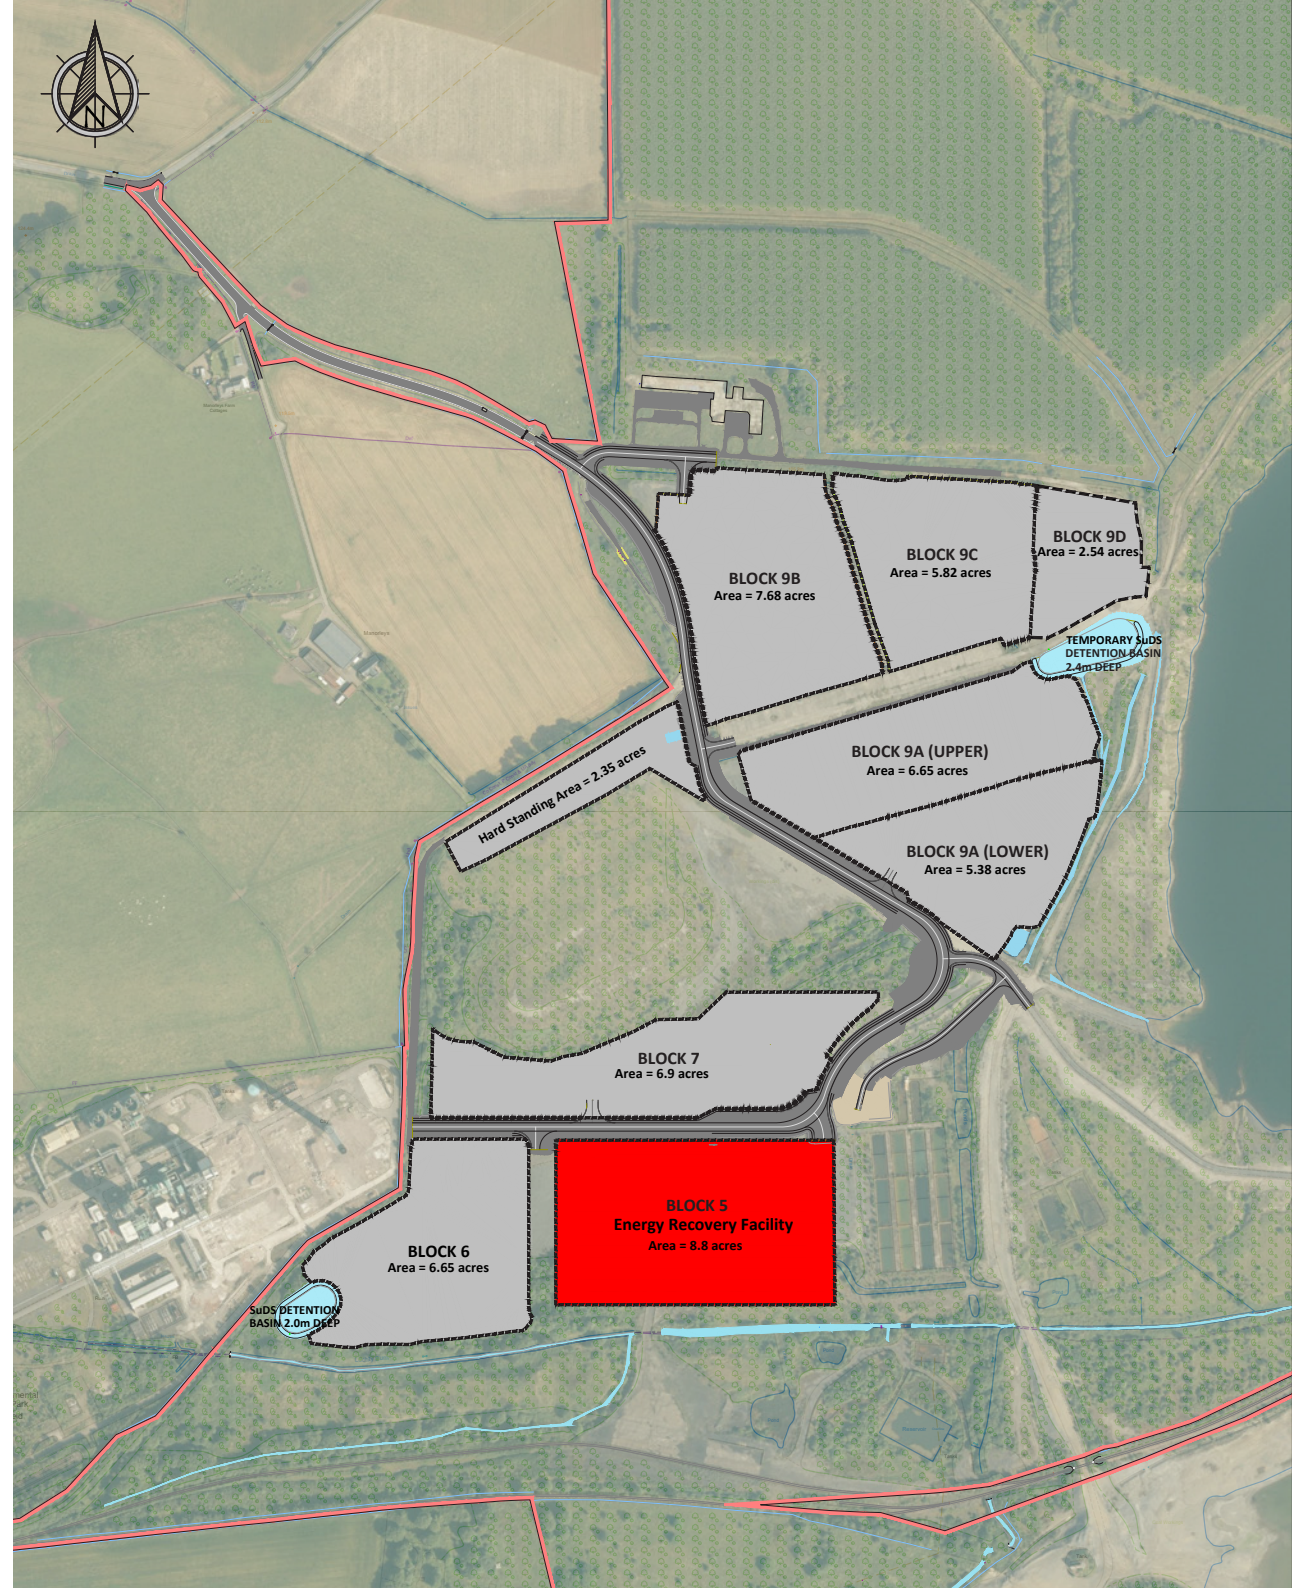 N
BLOCK 9D
Area = 2.54 acres
BLOCK 9C
Area = 5.82 acres
BLOCK 9B
Area = 7.68 acres
TEMPORARY SuDS
DETENTION BASIN
2.4m DEEP
BLOCK 9A (UPPER)
Area = 6.65 acres
Hard Standing Area = 2.35 acres
BLOCK 9A (LOWER)
Area = 5.38 acres
BLOCK 7
Area = 6.9 acres
BLOCK 5
Energy Recovery Facility
Area = 8.8 acres
BLOCK 6
Area = 6.65 acres
SuDS DETENTION
BASIN 2.0m DEEP